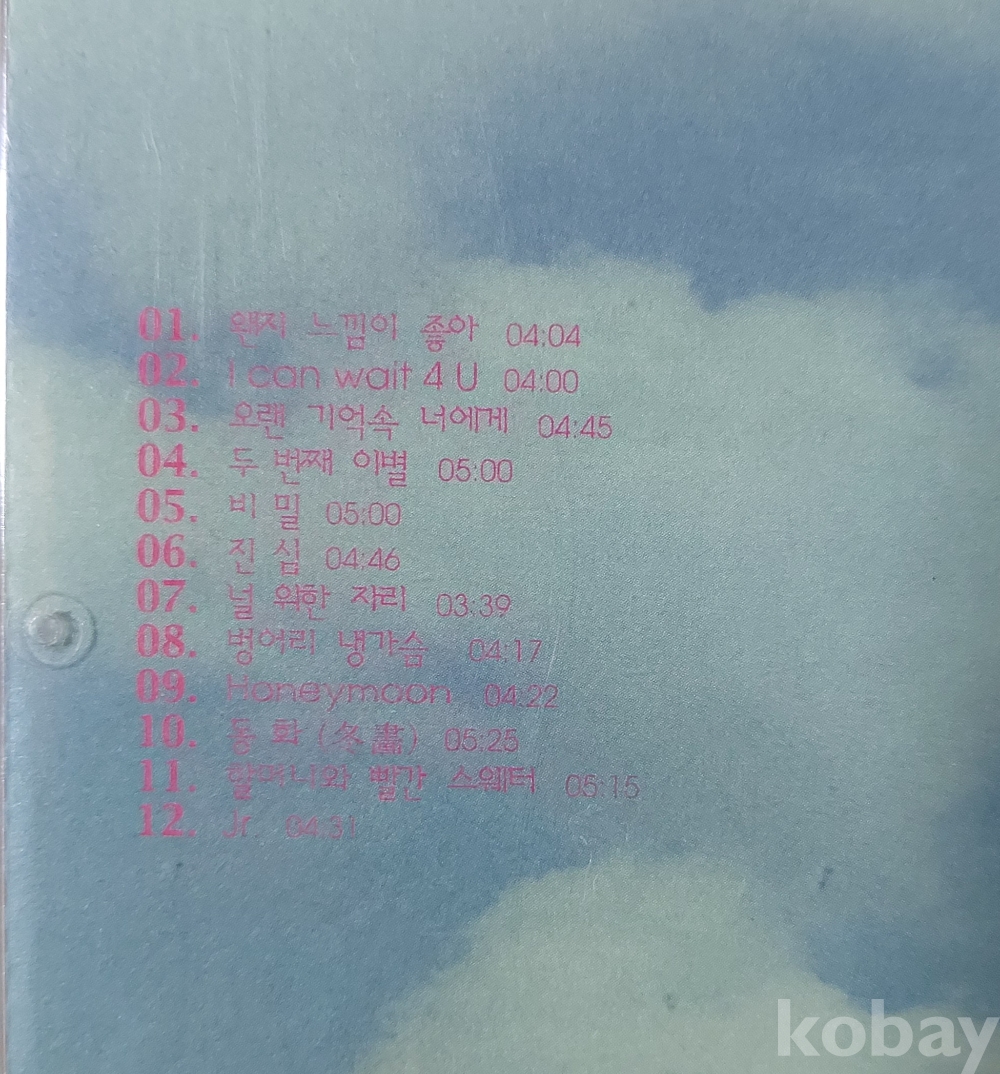 01. 왠지 느낌이 좋아 04:04
02. I can wait 4 U 04:00
03. 오랜 기억속 너에게 04:45
04. 두 번째 이별 05:00
05. 비 밀 05:00
06. 진 심 04:46
07. 널 위한 자리 03:39
08. 벙어리 냉가슴 04:17
09. Honeymoon 04:22
10. 동 화 (冬畵) 05:25
11. 할머니와 빨간 스웨터 05:15
12. Jr. 04:31
kobay